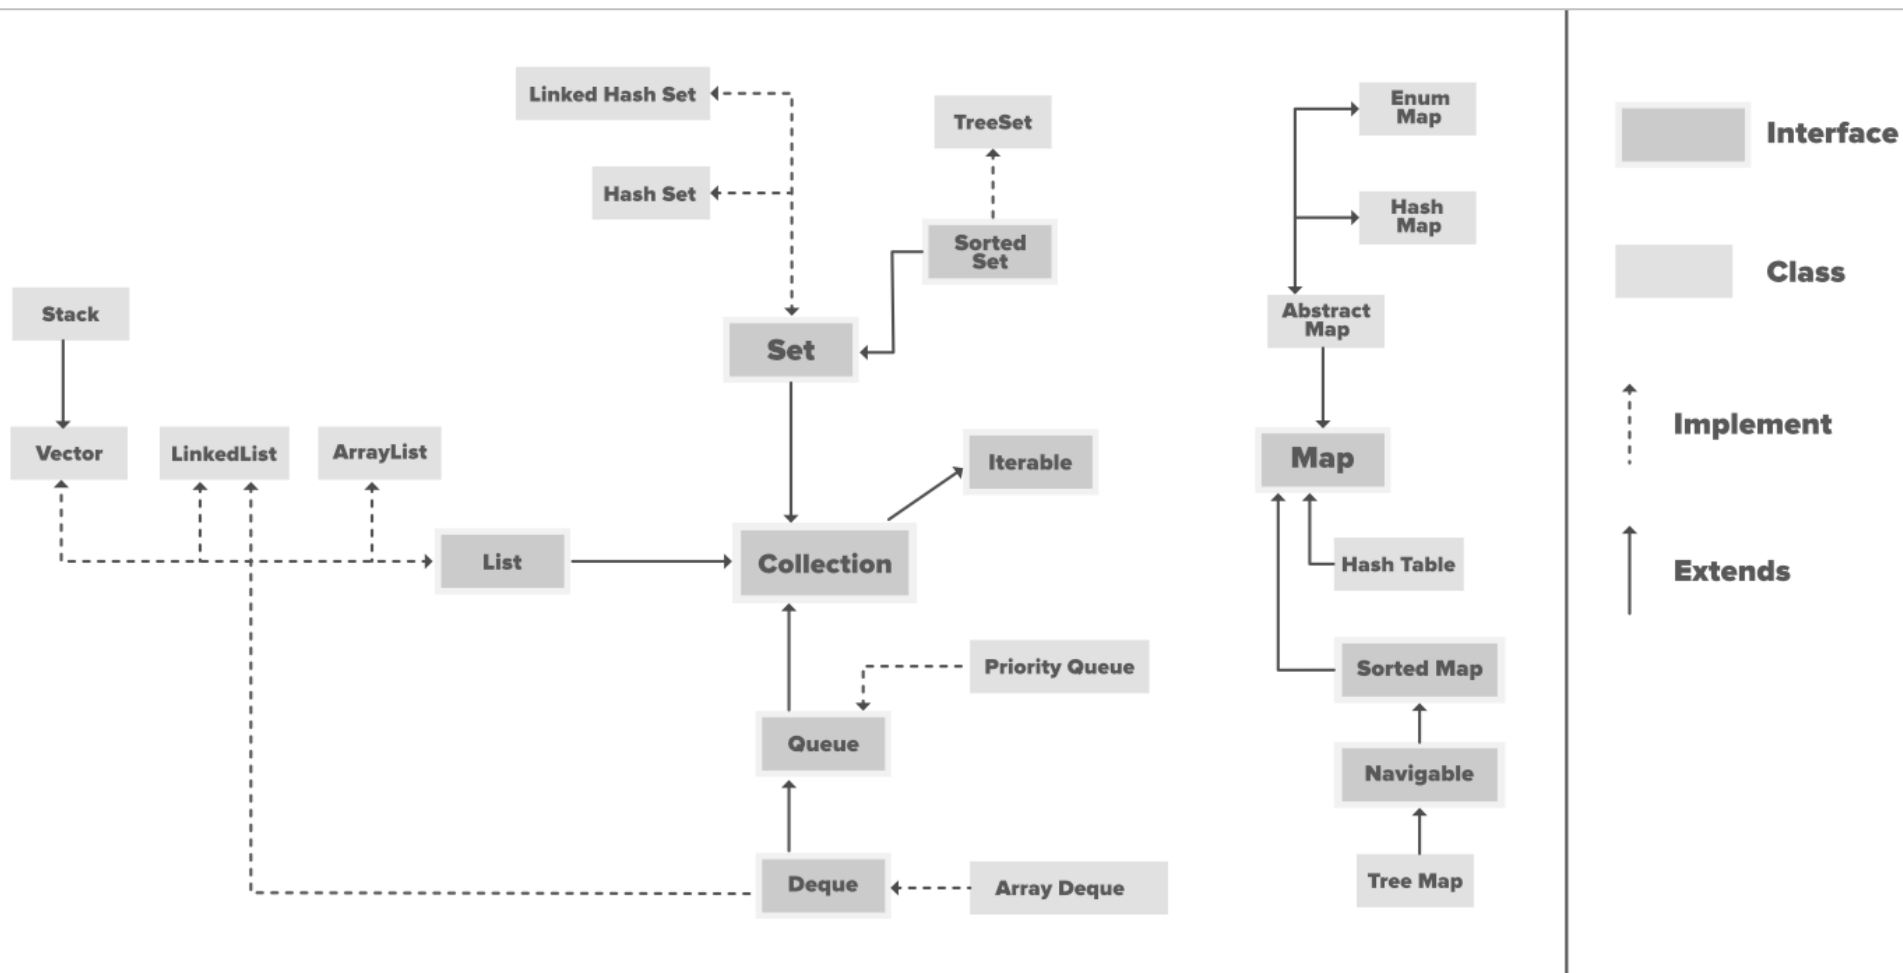 Linked Hash Set
TreeSet
Enum
Map
Interface
Hash Set
Hash
Map
Sorted
Set
Class
Stack
Abstract
Map
Set
Implement
Vector
LinkedList
ArrayList
Iterable
Map
List
Collection
Hash Table
Extends
Priority Queue
Sorted Map
Queue
Navigable
Deque
Array Deque
Tree Map